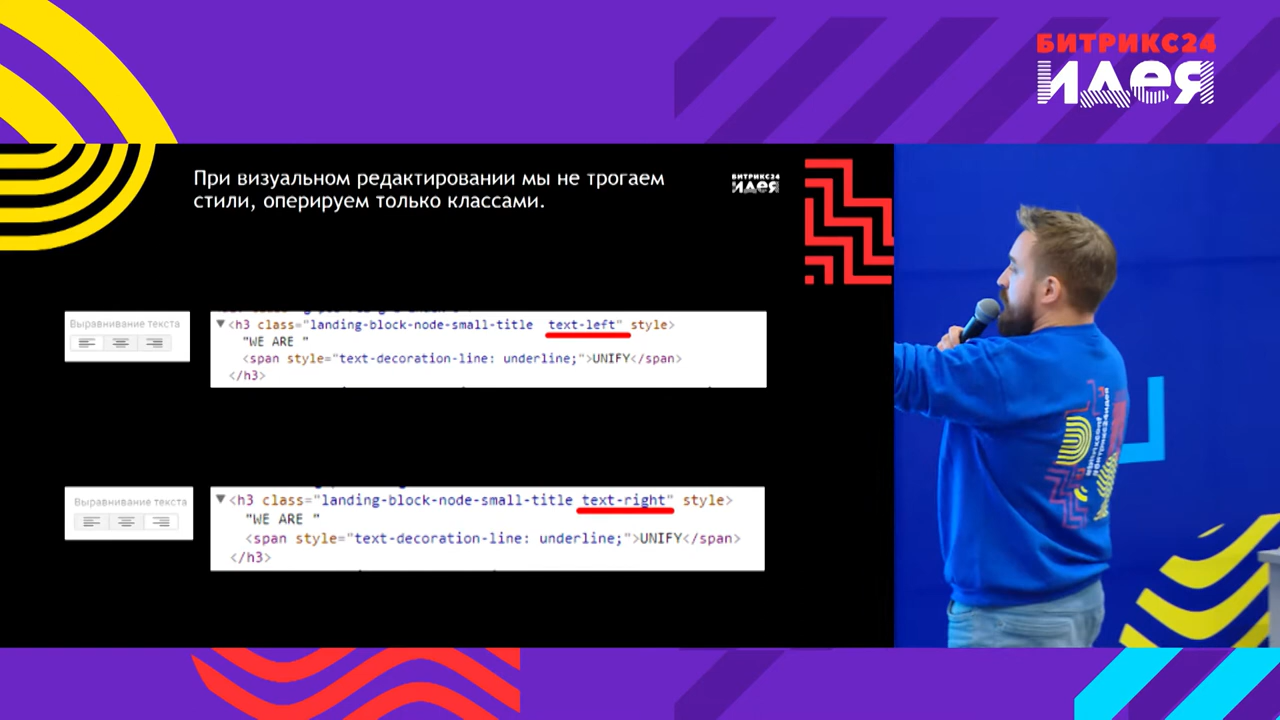 БИТРИКС24
ИДЕЯ
При визуальном редактировании мы не трогаем
стили, оперируем только классами.
БИТРИКС24
ИДЕЯ
Выравнивание текста
<h3 class="landing-block-node-small-title text-left" style>
"WE ARE "
<span style="text-decoration-line: underline;">UNIFY</span>
</h3>
Выравнивание текста
<h3 class="landing-block-node-small-title text-right" style>
"WE ARE "
<span style="text-decoration-line: underline;">UNIFY</span>
</h3>